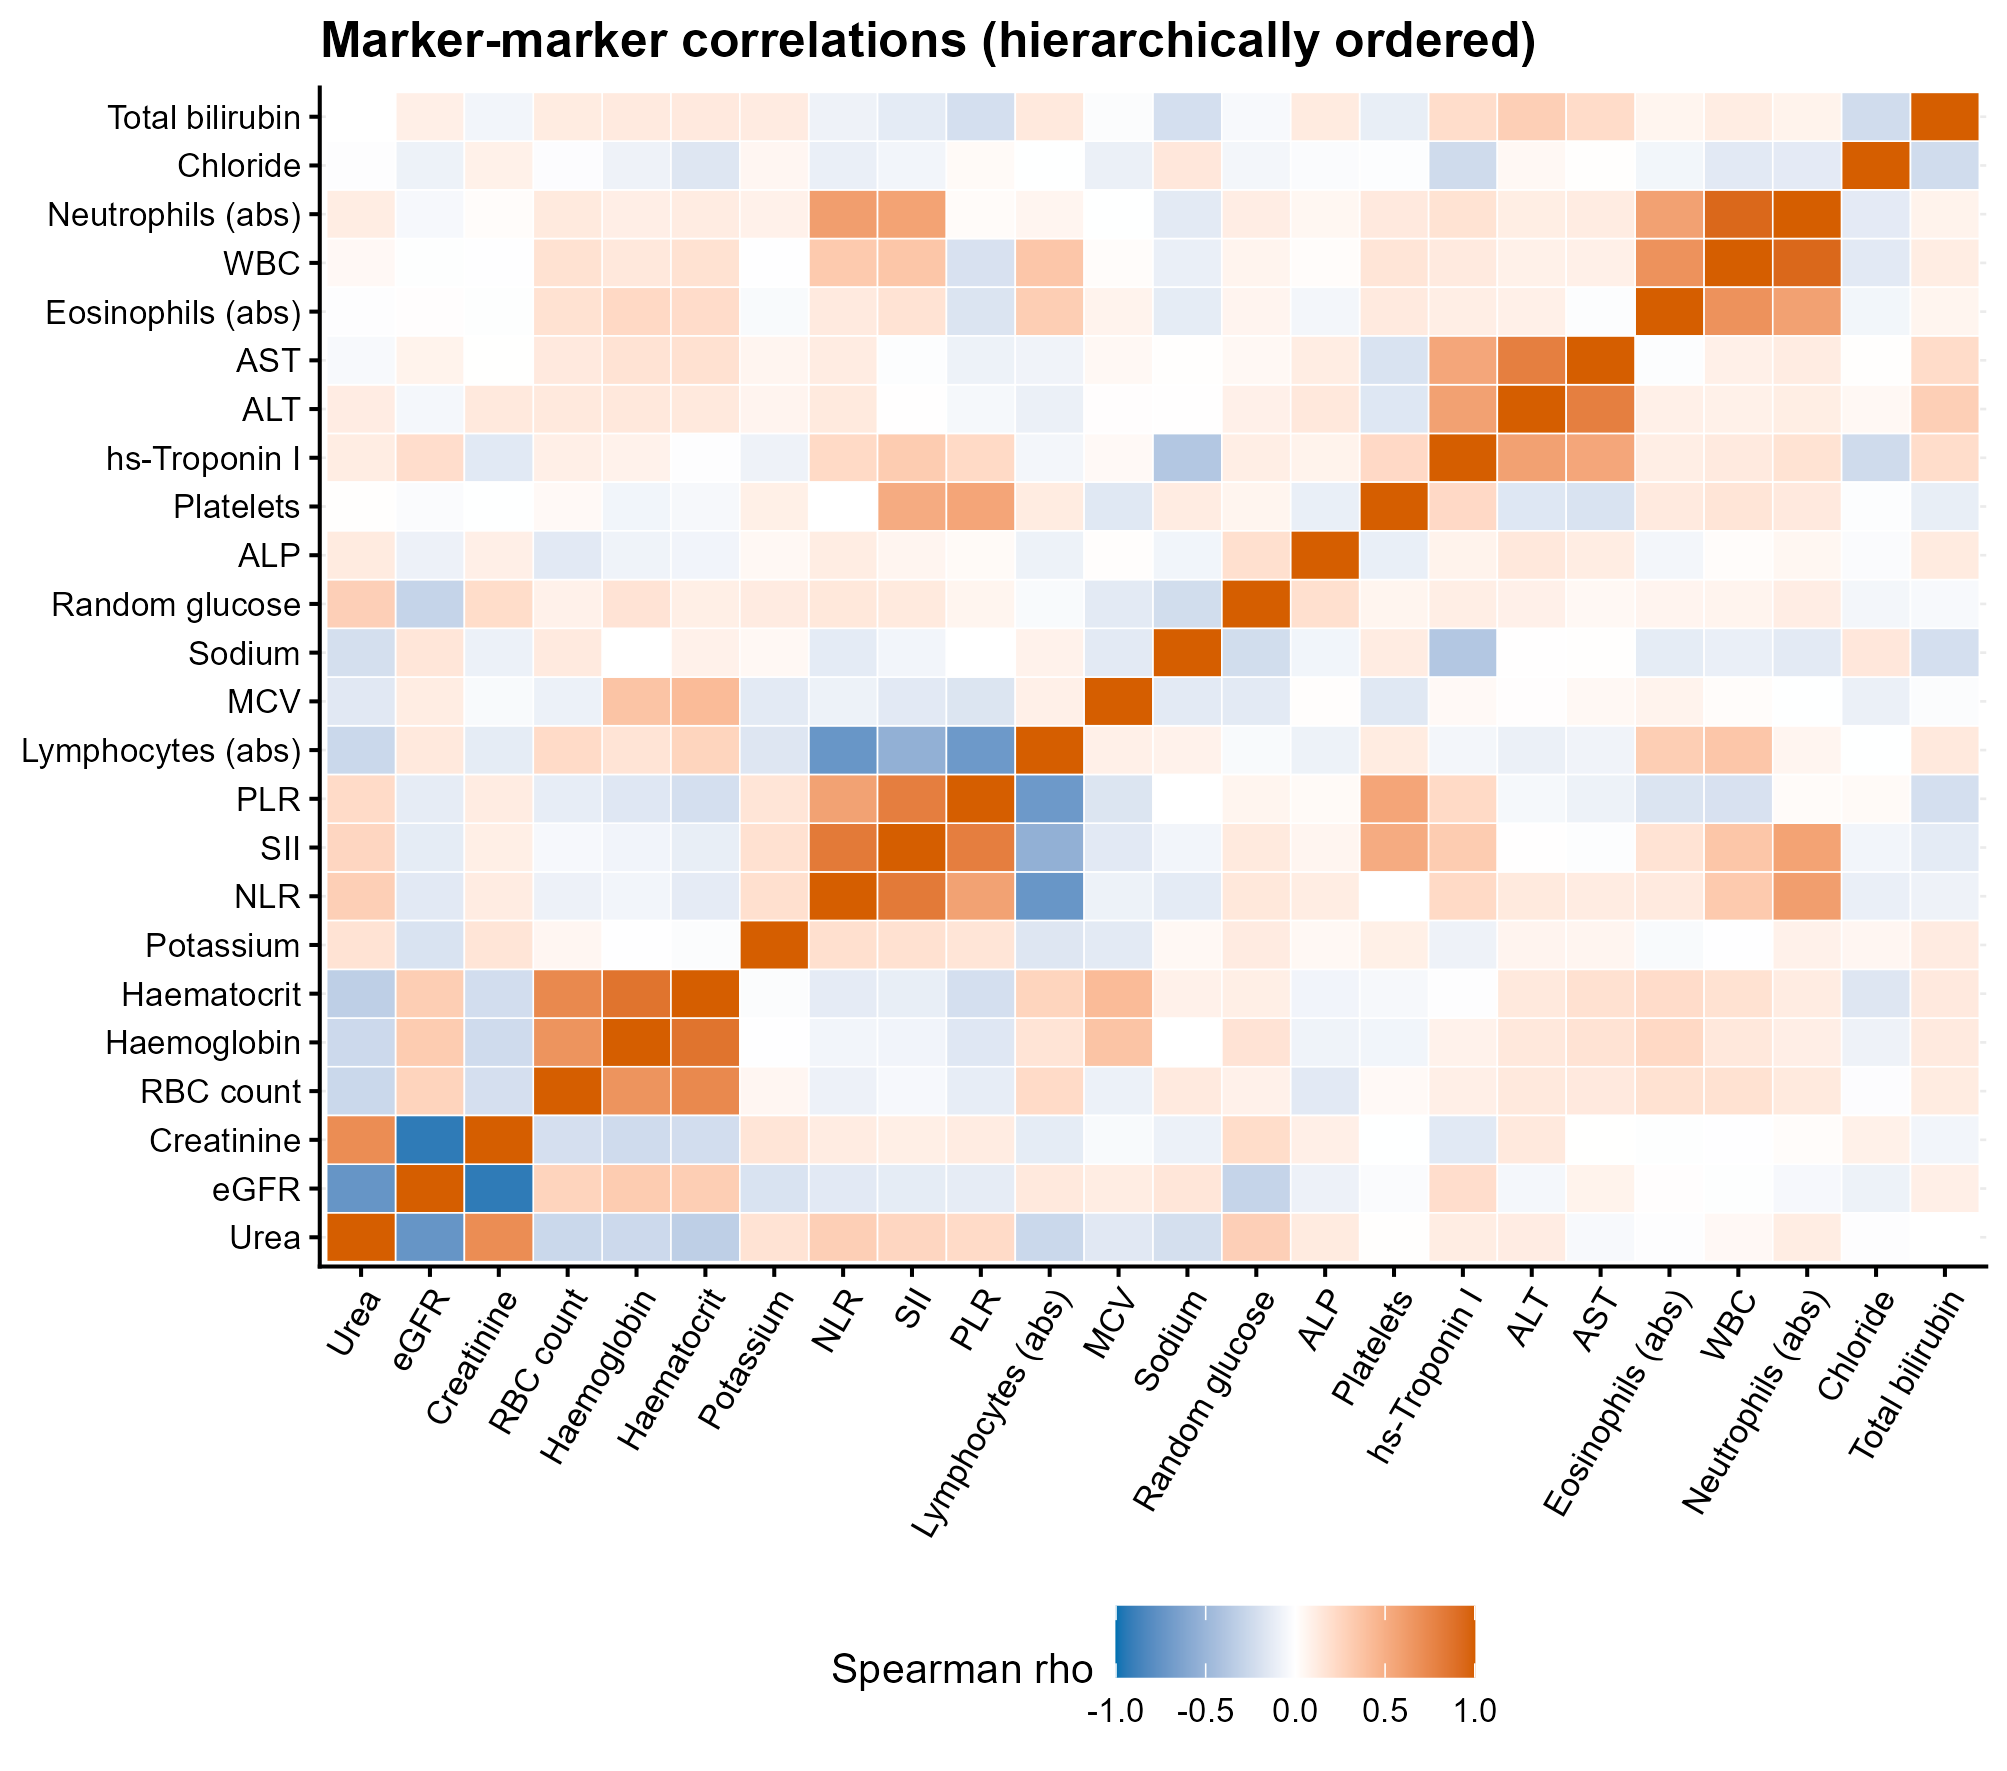 Marker-marker correlations (hierarchically ordered)
Total bilirubin
Chloride
Neutrophils (abs)
WBC
Eosinophils (abs)
AST
ALT
hs-Troponin I
Platelets
ALP
Random glucose
Sodium
MCV
Lymphocytes (abs)
PLR
SII
NLR
Potassium
Haematocrit
Haemoglobin
RBC count
Creatinine
eGFR
Urea
Urea
eGFR
Creatinine
RBC count
Haemoglobin
Haematocrit
Potassium
NLR
SII
PLR
Lymphocytes (abs)
MCV
Sodium
Random glucose
ALP
Platelets
hs-Troponin I
ALT
AST
Eosinophils (abs)
WBC
Neutrophils (abs)
Chloride
Total bilirubin
Spearman rho
-1.0 -0.5 0.0 0.5 1.0